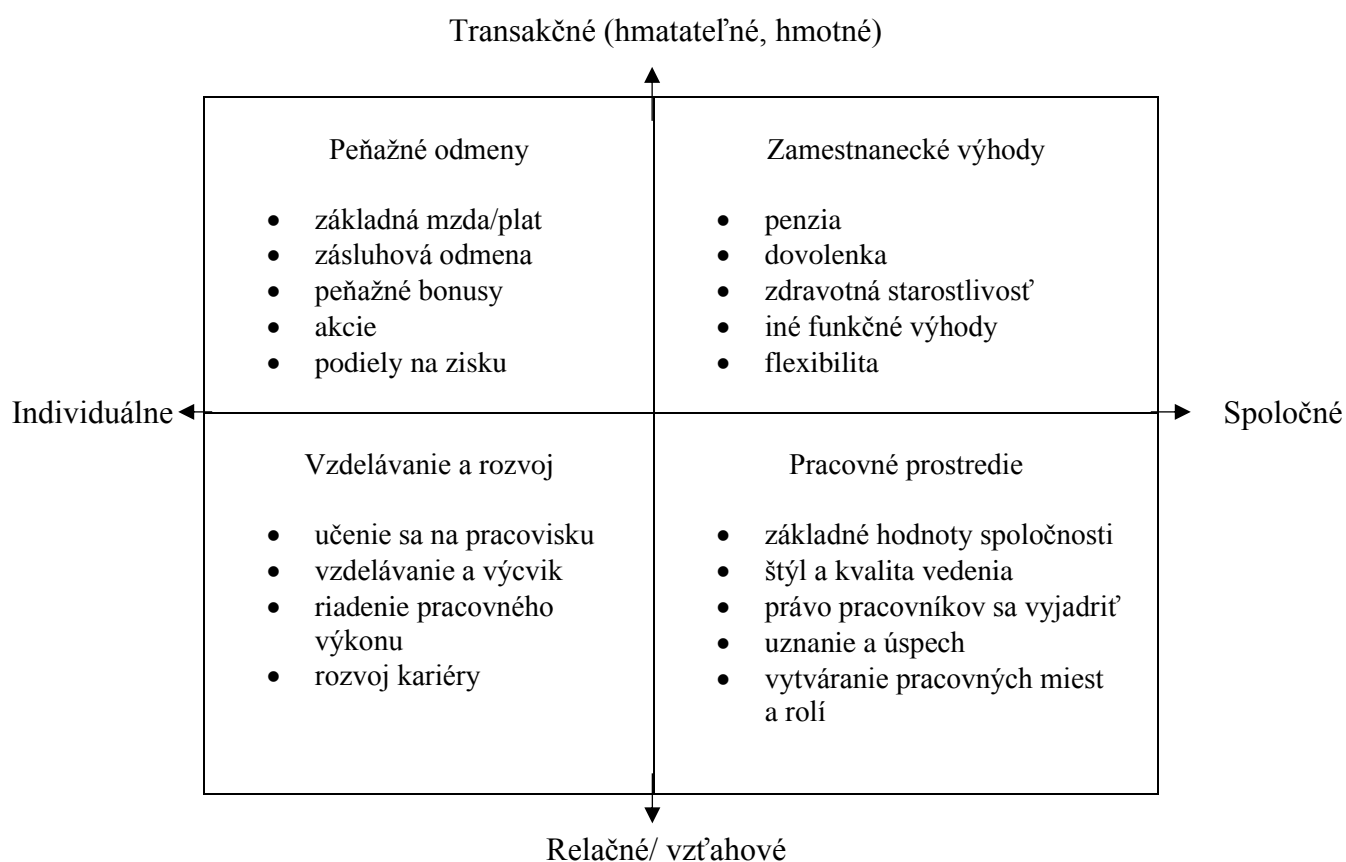 Transakčné (hmatateľné, hmotné)
Peňažné odmeny
• základná mzda/plat
• zásluhová odmena
• peňažné bonusy
• akcie
• podiely na zisku
Zamestnanecké výhody
• penzia
• dovolenka
• zdravotná starostlivosť
• iné funkčné výhody
• flexibilita
Individuálne
Spoločné
Vzdelávanie a rozvoj
• učenie sa na pracovisku
• vzdelávanie a výcvik
• riadenie pracovného
výkonu
• rozvoj kariéry
Pracovné prostredie
• základné hodnoty spoločnosti
• štýl a kvalita vedenia
• právo pracovníkov sa vyjadriť
• uznanie a úspech
• vytváranie pracovných miest
a rolí
Relačné/ vzťahové